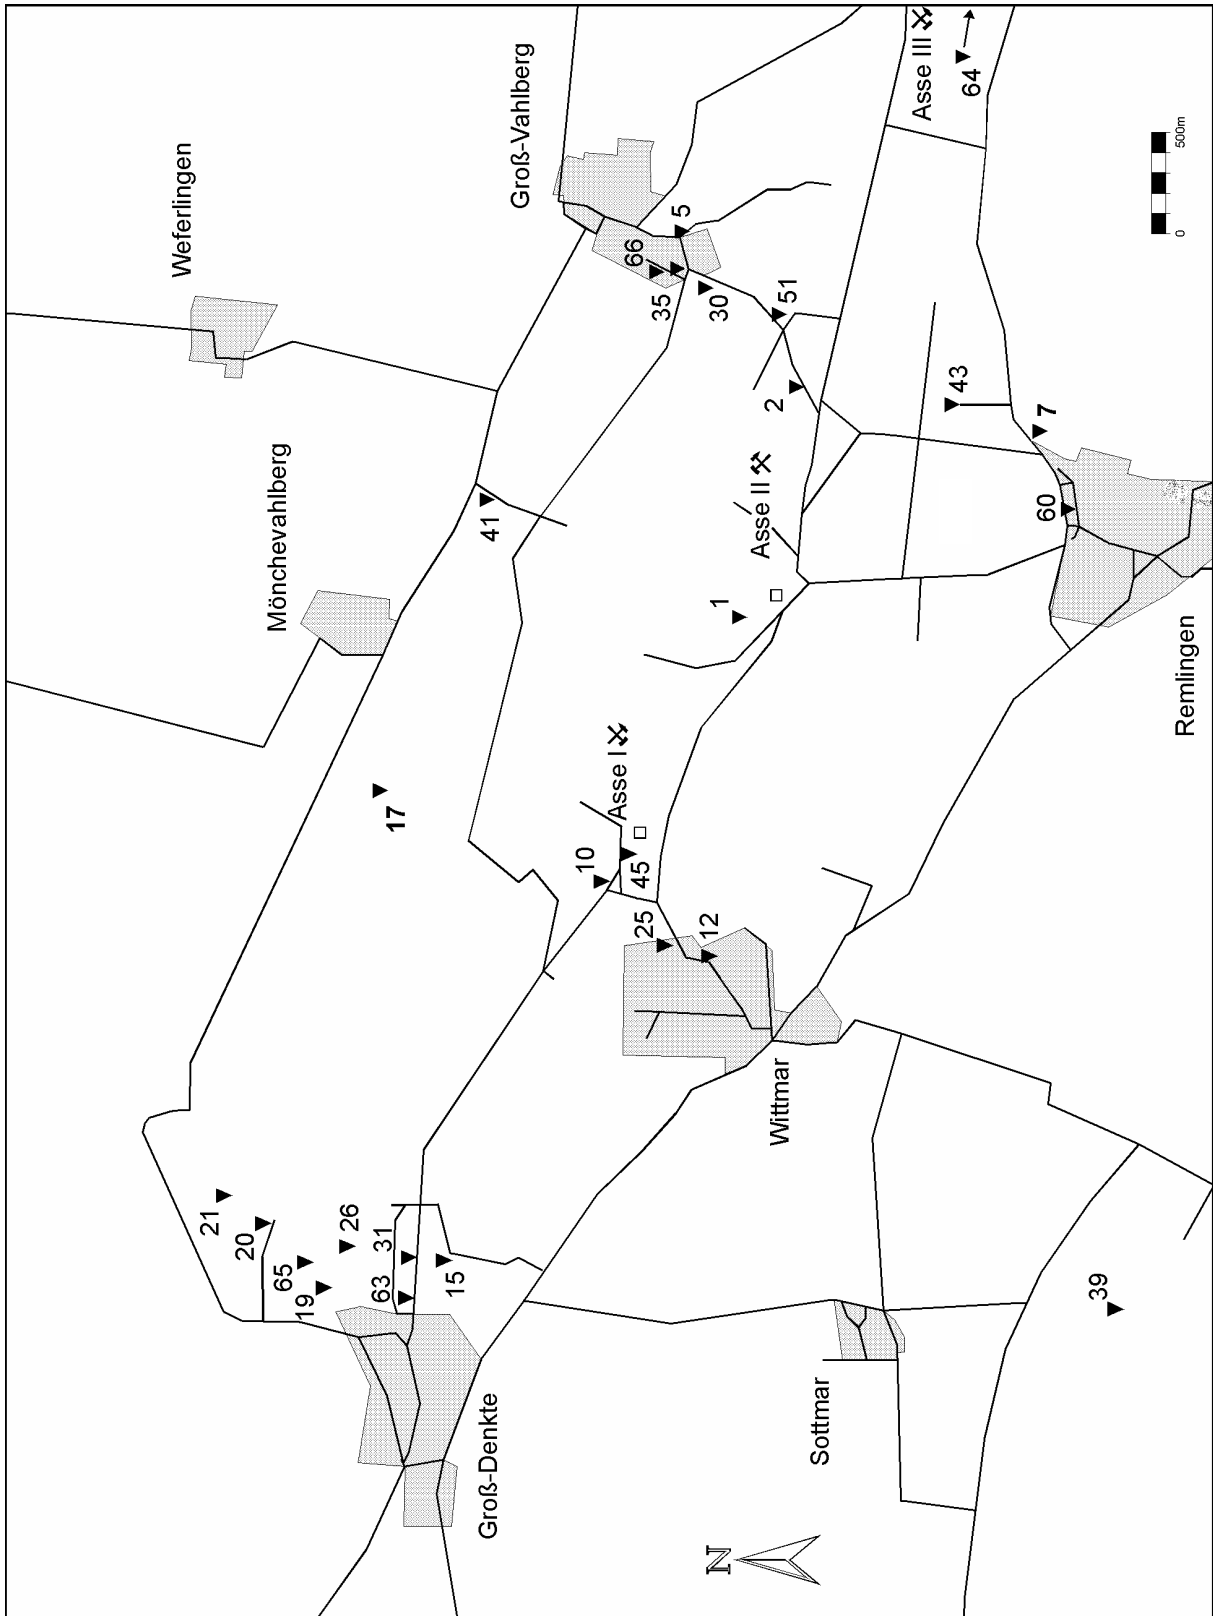 Weferlingen
Groß-Vahlberg
Asse III
64
500m
0
Mönchevahlberg
5
66
35
30
51
2
43
7
41
Asse II
60
1
Remlingen
17
Asse I
10
45
25
12
Wittmar
21
20
65
19
26
31
63
15
39
Groß-Denkte
Sottmar
N